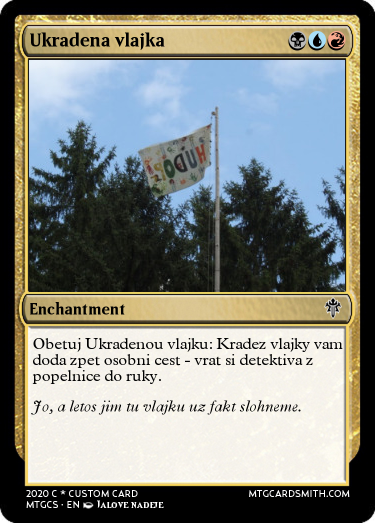 Ukradena vlajka
Enchantment
Obetuj Ukradenou vlajku: Kradez vlajky vam
doda zpet osobni cest - vrat si detektiva z
popelnice do ruky.
Jo, a letos jim tu vlajku uz fakt slohneme.
2020 C * CUSTOM CARD
MTGCARDSMITH.COM
MTGCS - EN JALOVE NADEJE